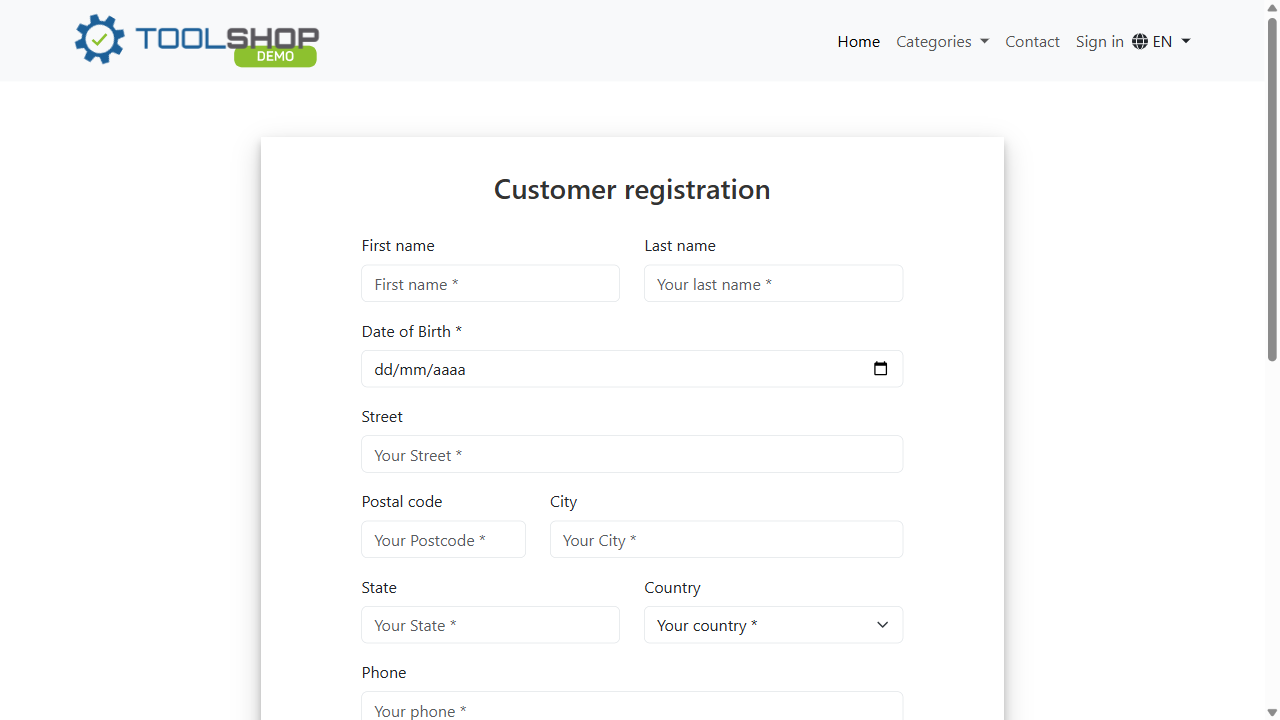 TOOLSHOP
DEMO
Home Categories Contact Sign in EN
Customer registration
First name Last name
First name * Your last name *
Date of Birth *
dd/mm/aaaa
Street
Your Street *
Postal code City
Your Postcode * Your City *
State Country
Your State * Your country *
Phone
Your phone *